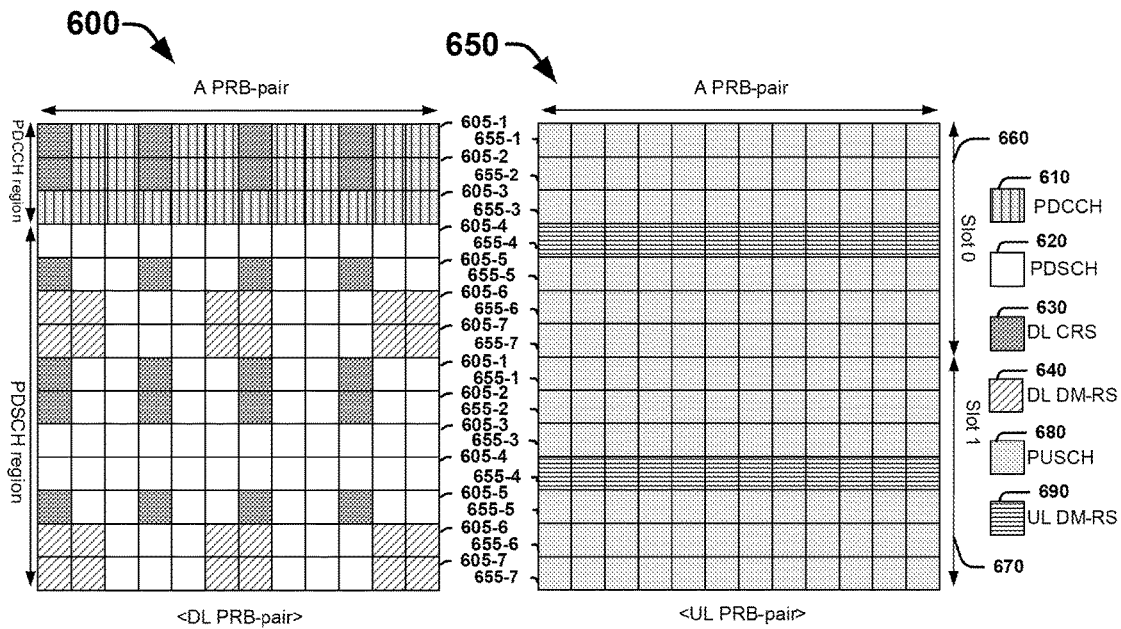 600
650
A PRB-pair
A PRB-pair
PDCCH region
PDSCH region
605-1
655-1
605-2
655-2
605-3
655-3
605-4
655-4
605-5
655-5
605-6
655-6
605-7
655-7
605-1
655-1
605-2
655-2
605-3
655-3
605-4
655-4
605-5
655-5
605-6
655-6
605-7
655-7
Slot 0
Slot 1
660
610
PDCCH
620
PDSCH
630
DL CRS
640
DL DM-RS
680
PUSCH
690
UL DM-RS
670
<DL PRB-pair>
<UL PRB-pair>